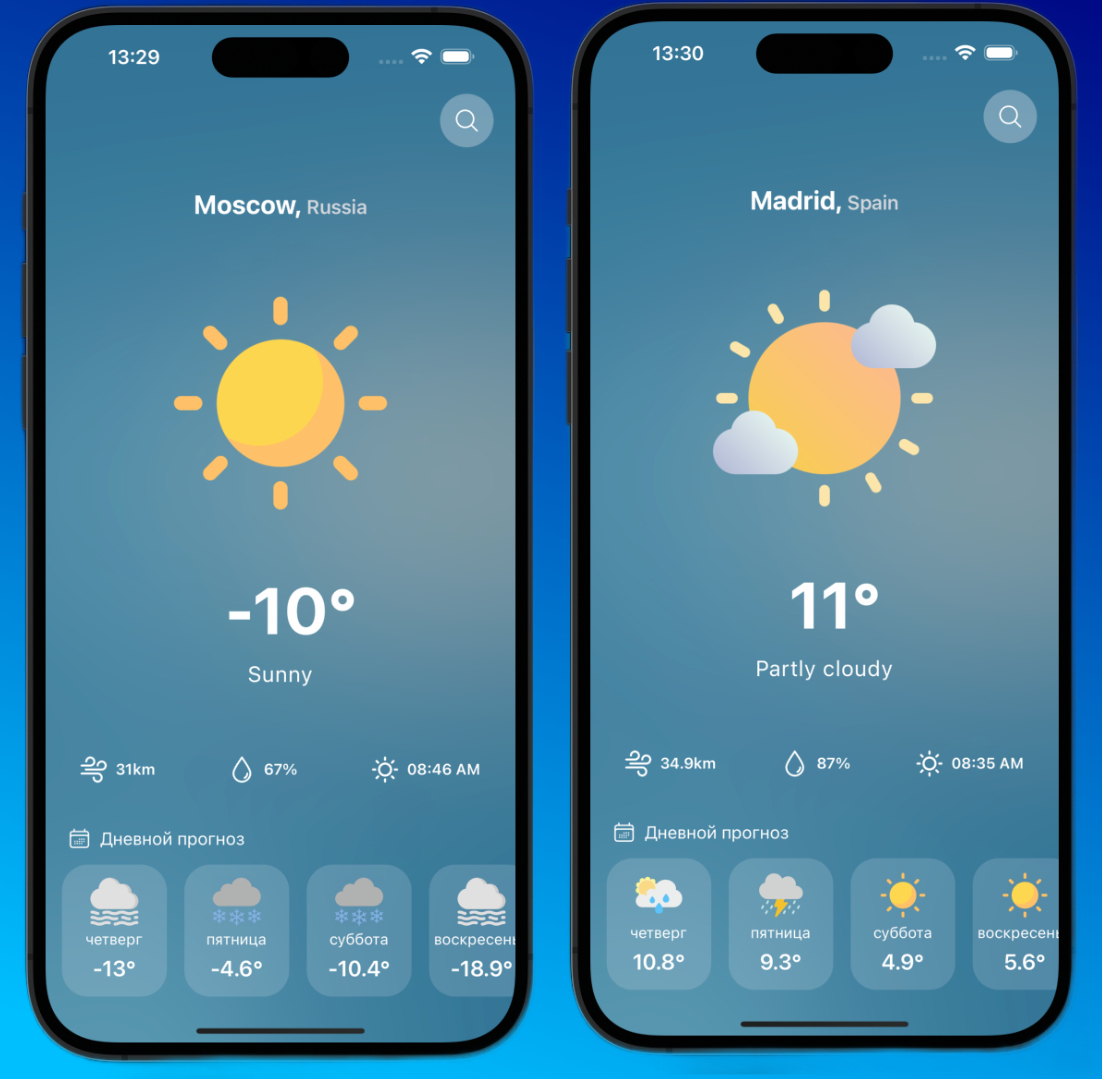 13:29
Moscow, Russia
-10°
Sunny
31km 67% 08:46 AM
Дневной прогноз
четверг пятница суббота воскресень
-13° -4.6° -10.4° -18.9°
13:30
Madrid, Spain
11°
Partly cloudy
34.9km 87% 08:35 AM
Дневной прогноз
четверг пятница суббота воскресень
10.8° 9.3° 4.9° 5.6°